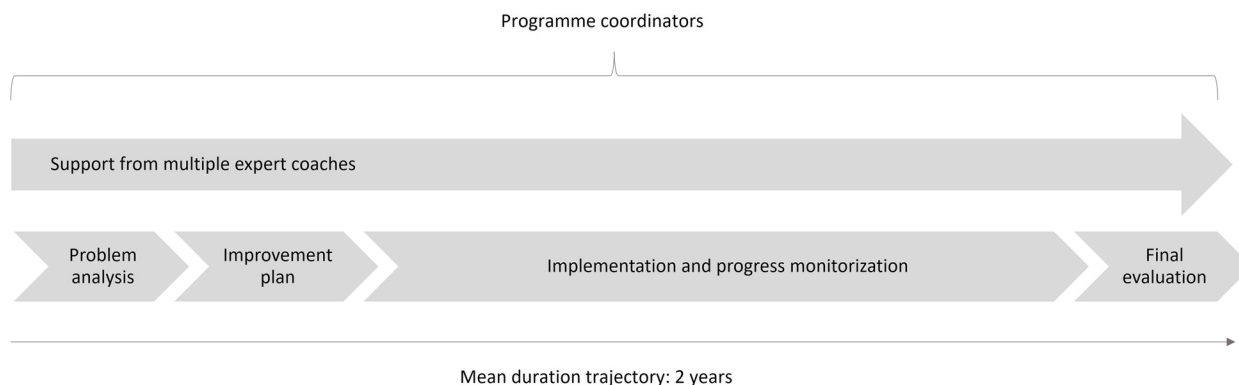 Programme coordinators
Support from multiple expert coaches
Problem
analysis
Improvement
plan
Implementation and progress monitorization
Final
evaluation
Mean duration trajectory: 2 years